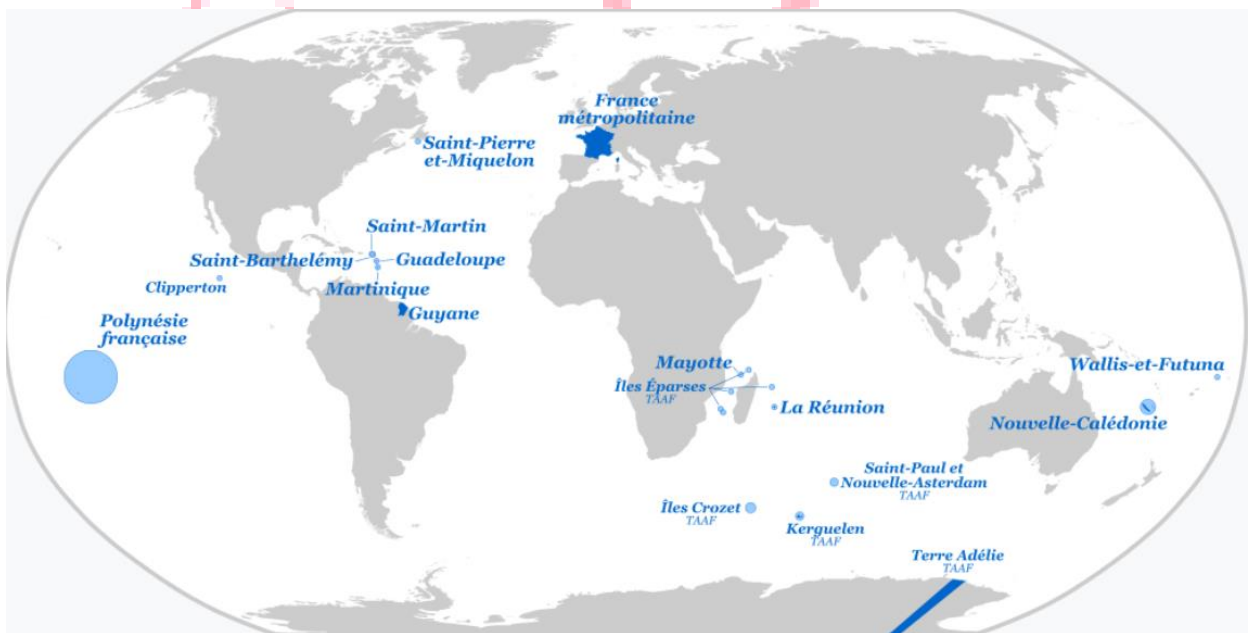 France
métropolitaine
Saint-Pierre
et-Miquelon
Saint-Martin
Saint-Barthelémy
Guadeloupe
Clipperton
Martinique
Guyane
Polynésie
française
Mayotte
Îles Éparses
TAAF
Wallis-et-Futuna
La Réunion
Nouvelle-Calédonie
Saint-Paul et
Nouvelle-Asterdam
TAAF
Îles Crozet
TAAF
Kerguelen
TAAF
Terre Adélie
TAAF